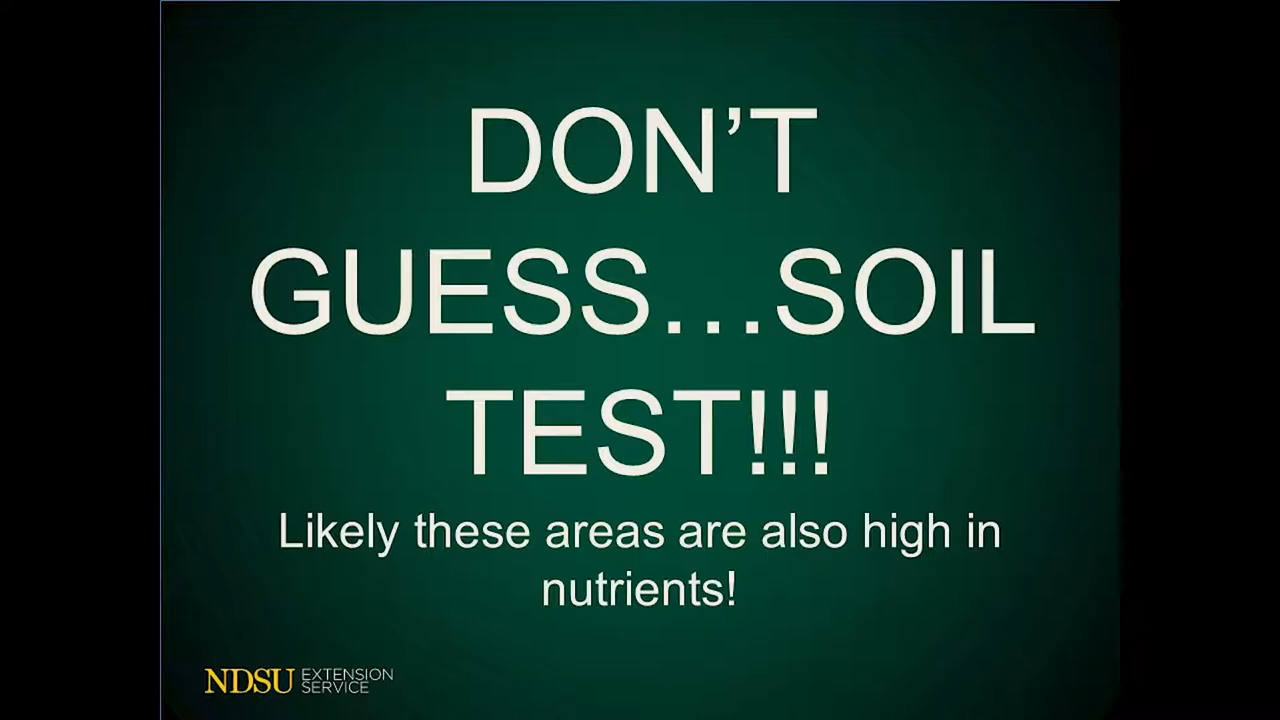 DON’T
GUESS…SOIL
TEST!!!
Likely these areas are also high in
nutrients!
NDSU EXTENSION
SERVICE